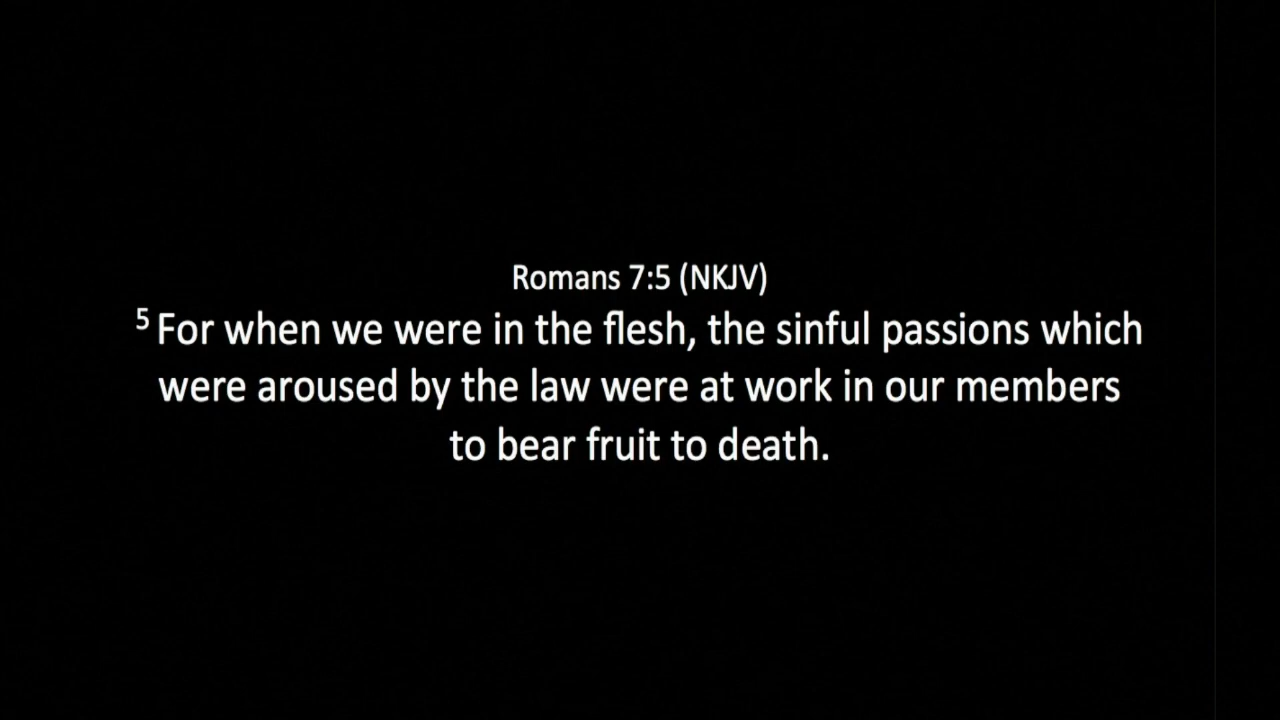 Romans 7:5 (NKJV)
5 For when we were in the flesh, the sinful passions which
were aroused by the law were at work in our members
to bear fruit to death.